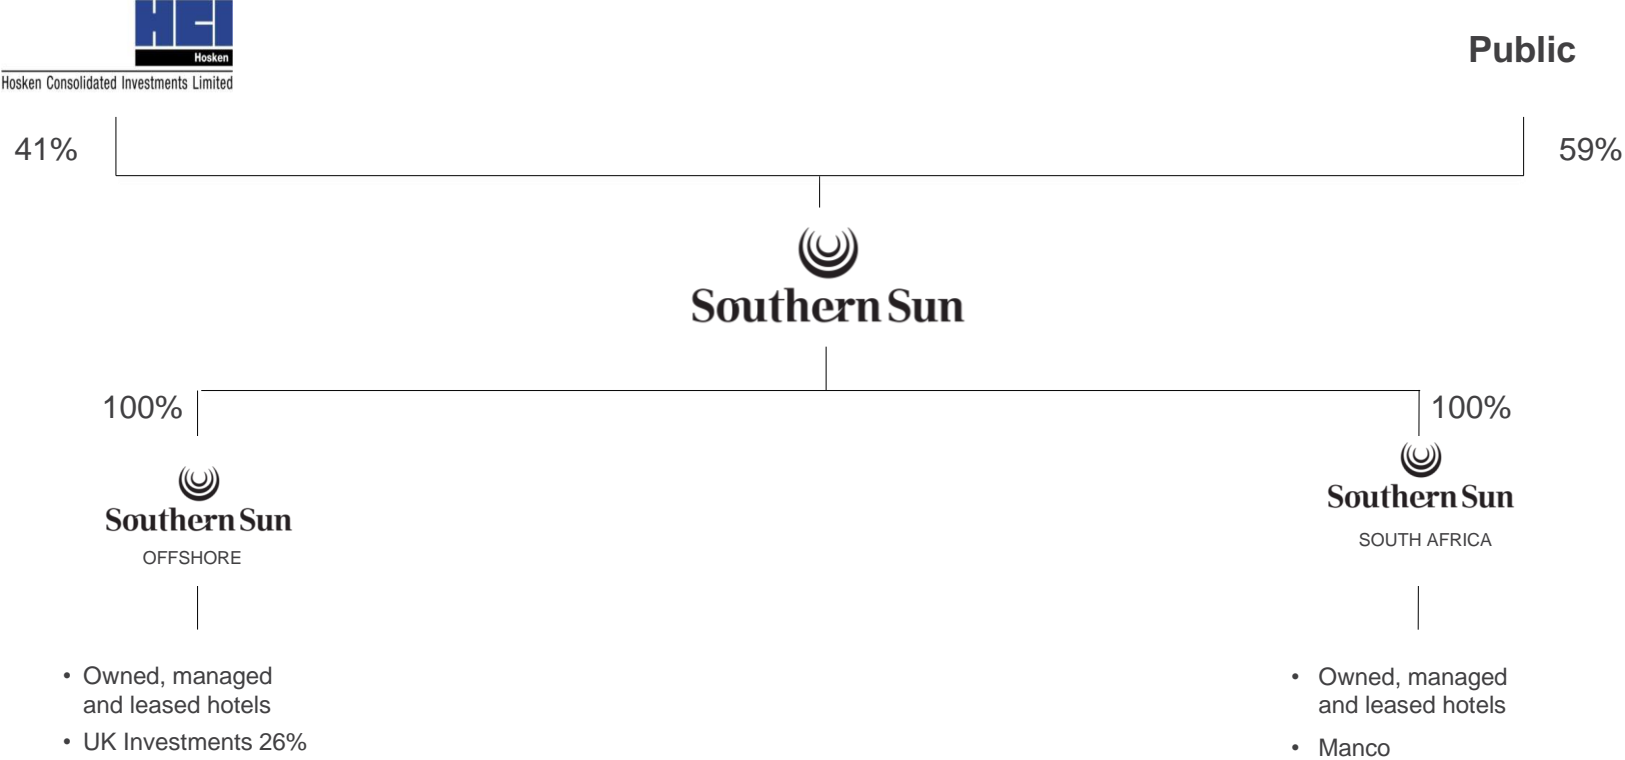 HCI
Hosken
Hosken Consolidated Investments Limited
Public
41%
59%
Southern Sun
100%
100%
Southern Sun
OFFSHORE
Southern Sun
SOUTH AFRICA
• Owned, managed
and leased hotels
• UK Investments 26%
• Owned, managed
and leased hotels
• Manco